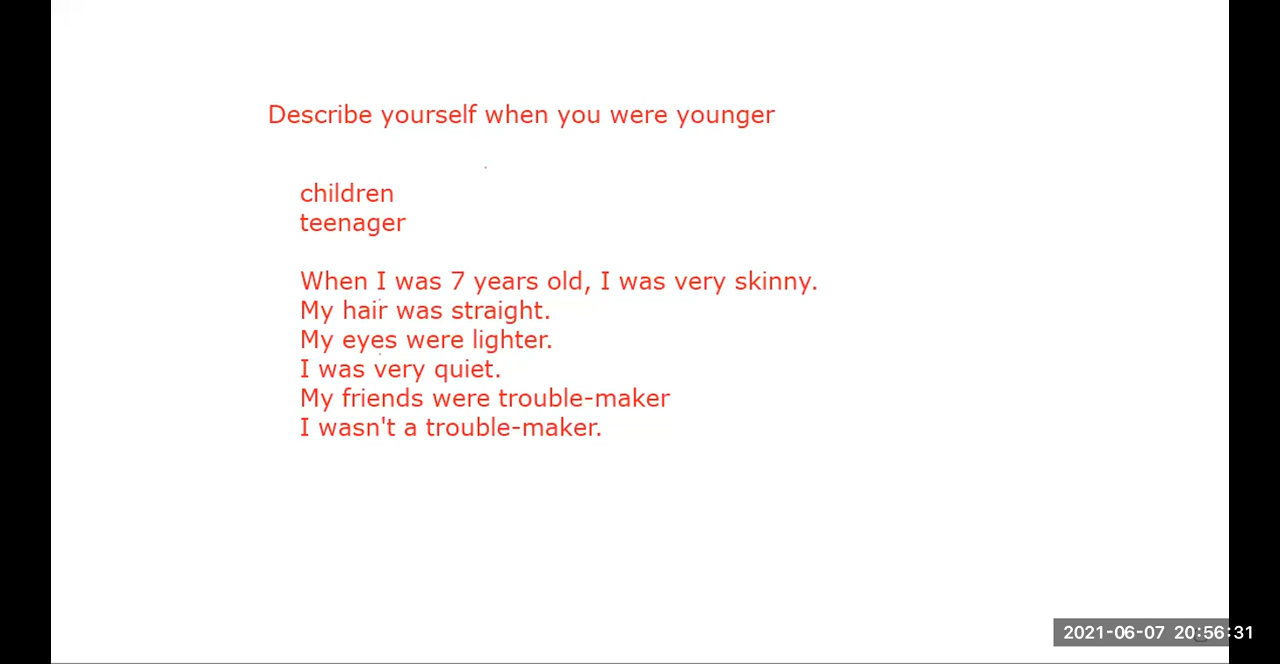 Describe yourself when you were younger
children
teenager
When I was 7 years old, I was very skinny.
My hair was straight.
My eyes were lighter.
I was very quiet.
My friends were trouble-maker
I wasn't a trouble-maker.
2021-06-07 20:56:31